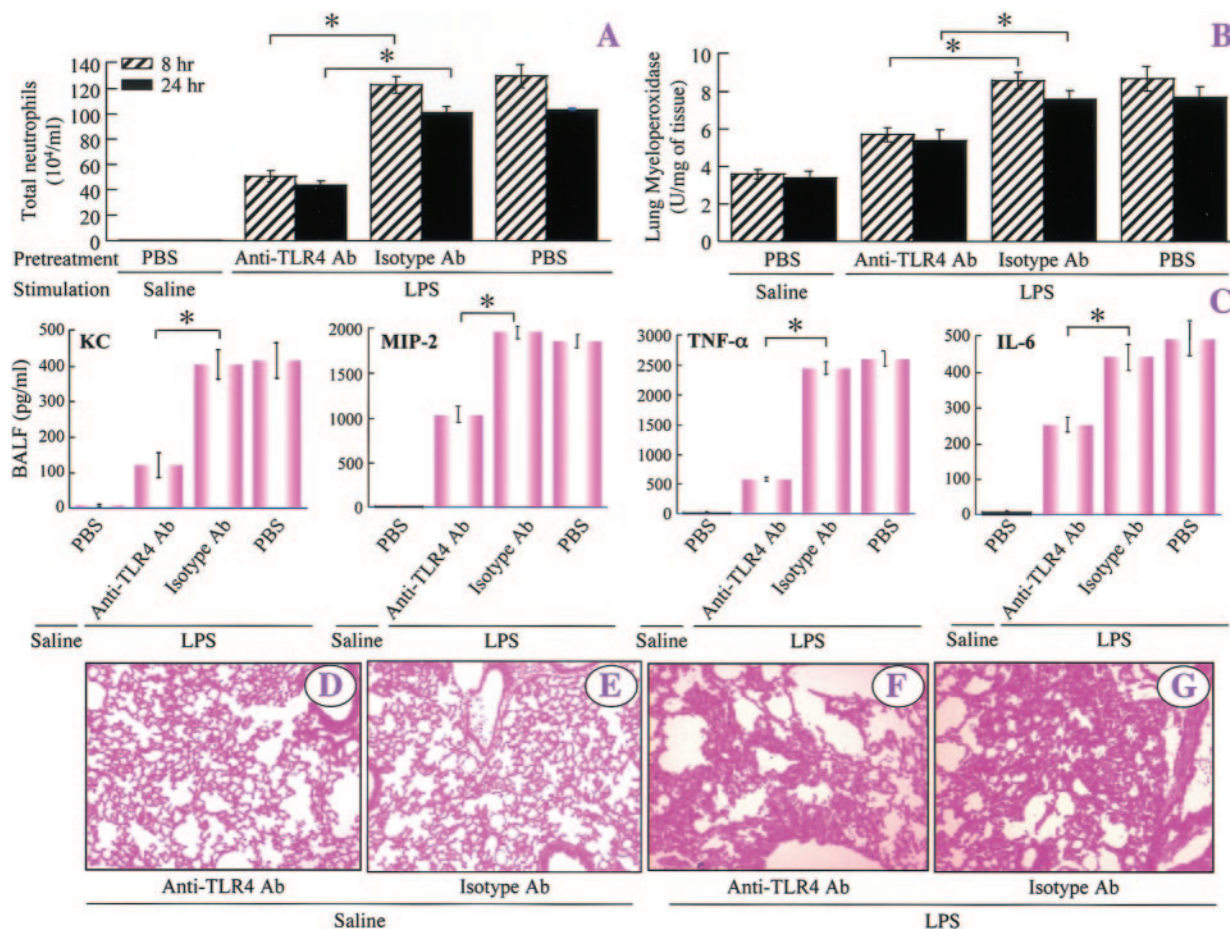 A
8 hr
24 hr
Total neutrophils
(10⁴/ml)
140
120
100
80
60
40
20
0
*
*
B
Lung Myeloperoxidase
(U/mg of tissue)
10
8
6
4
2
0
*
*
Pretreatment PBS Anti-TLR4 Ab Isotype Ab PBS
Stimulation Saline LPS
PBS Anti-TLR4 Ab Isotype Ab PBS
Saline LPS
C
BALF (pg/ml)
KC
*
500
400
300
200
100
0
PBS
Anti-TLR4 Ab
Isotype Ab
PBS
Saline LPS
MIP-2
*
2000
1500
1000
500
0
PBS
Anti-TLR4 Ab
Isotype Ab
PBS
Saline LPS
TNF-α
*
3000
2500
2000
1500
1000
500
0
PBS
Anti-TLR4 Ab
Isotype Ab
PBS
Saline LPS
IL-6
*
500
400
300
200
100
0
PBS
Anti-TLR4 Ab
Isotype Ab
PBS
Saline LPS
D
E
F
G
Anti-TLR4 Ab Isotype Ab Anti-TLR4 Ab Isotype Ab
Saline LPS